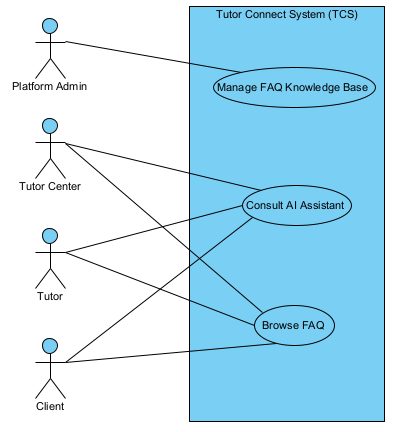 Tutor Connect System (TCS)
Platform Admin
Manage FAQ Knowledge Base
Tutor Center
Consult AI Assistant
Tutor
Browse FAQ
Client